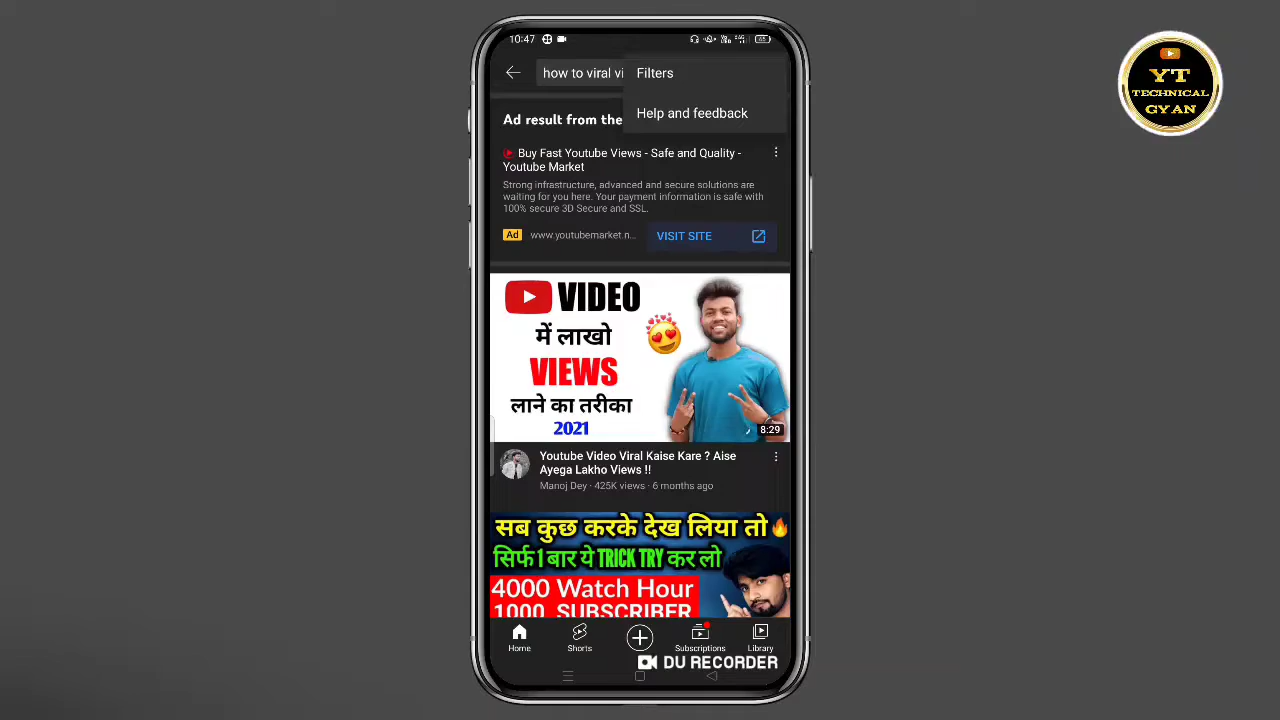 10:47
65
how to viral vi
Filters
Help and feedback
Ad result from the
Buy Fast Youtube Views - Safe and Quality -
Youtube Market
Strong infrastructure, advanced and secure solutions are
waiting for you here. Your payment information is safe with
100% secure 3D Secure and SSL.
Ad www.youtubemarket.n...
VISIT SITE
VIDEO
में लाखो
VIEWS
लाने का तरीका
2021
8:29
Youtube Video Viral Kaise Kare ? Aise
Ayega Lakho Views !!
Manoj Dey · 425K views · 6 months ago
सब कुछ करके देख लिया तो
सिर्फ 1 बार ये TRICK TRY कर लो
4000 Watch Hour
1000 SUBSCRIBER
Home
Shorts
Subscriptions
Library
DU RECORDER
YT
TECHNICAL
GYAN